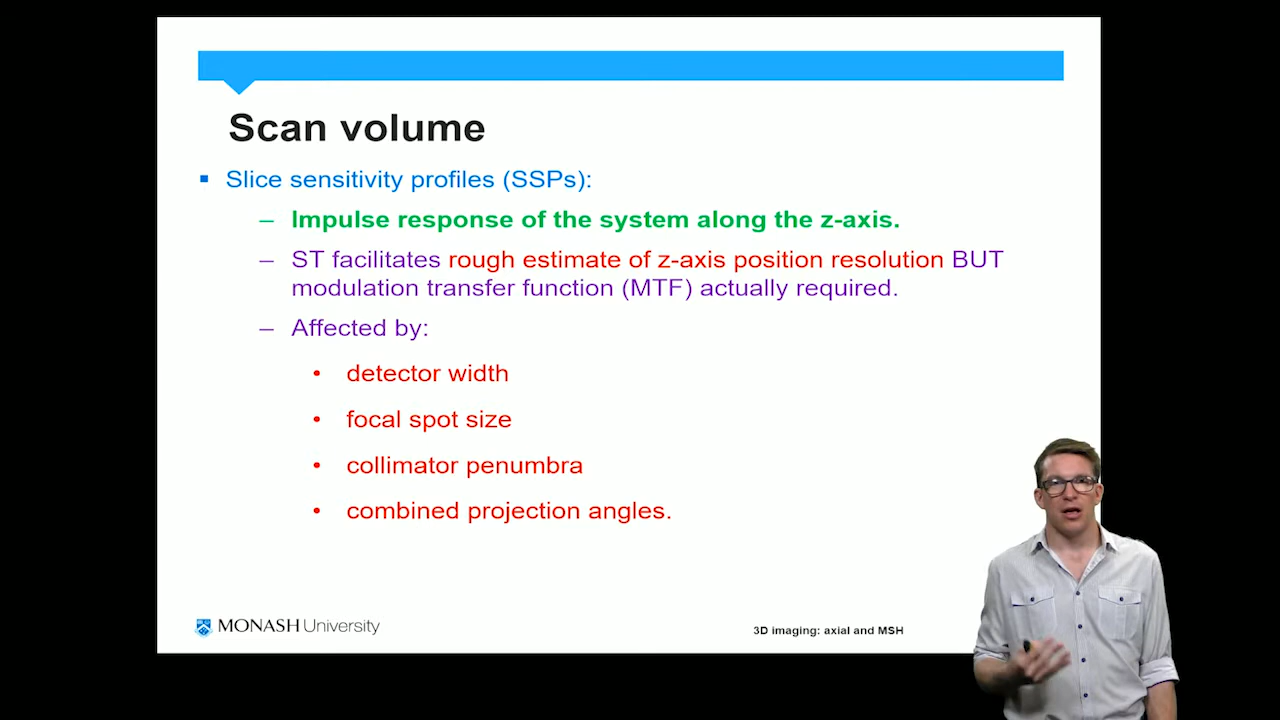 Scan volume
▪ Slice sensitivity profiles (SSPs):
– Impulse response of the system along the z-axis.
– ST facilitates rough estimate of z-axis position resolution BUT
modulation transfer function (MTF) actually required.
– Affected by:
• detector width
• focal spot size
• collimator penumbra
• combined projection angles.
MONASH University
3D imaging: axial and MSH